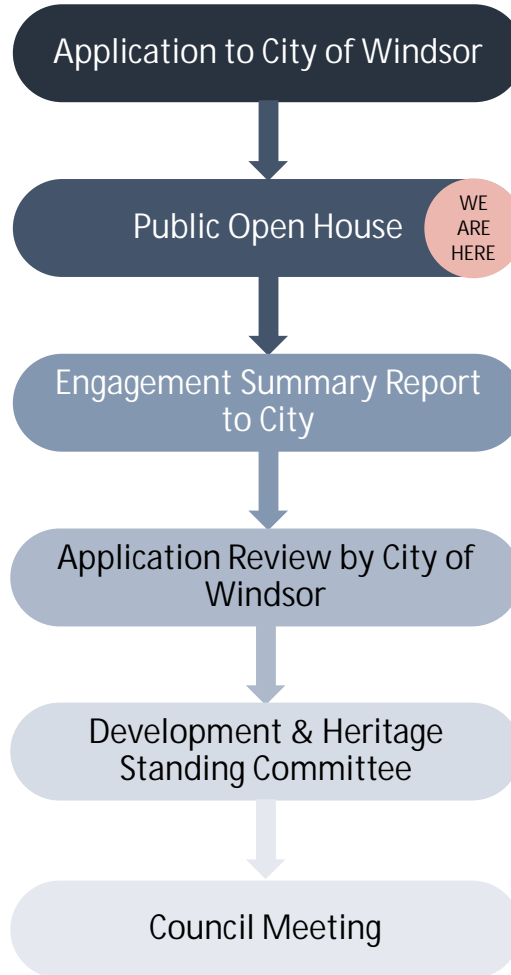 Application to City of Windsor
Public Open House
WE
ARE
HERE
Engagement Summary Report
to City
Application Review by City of
Windsor
Development & Heritage
Standing Committee
Council Meeting